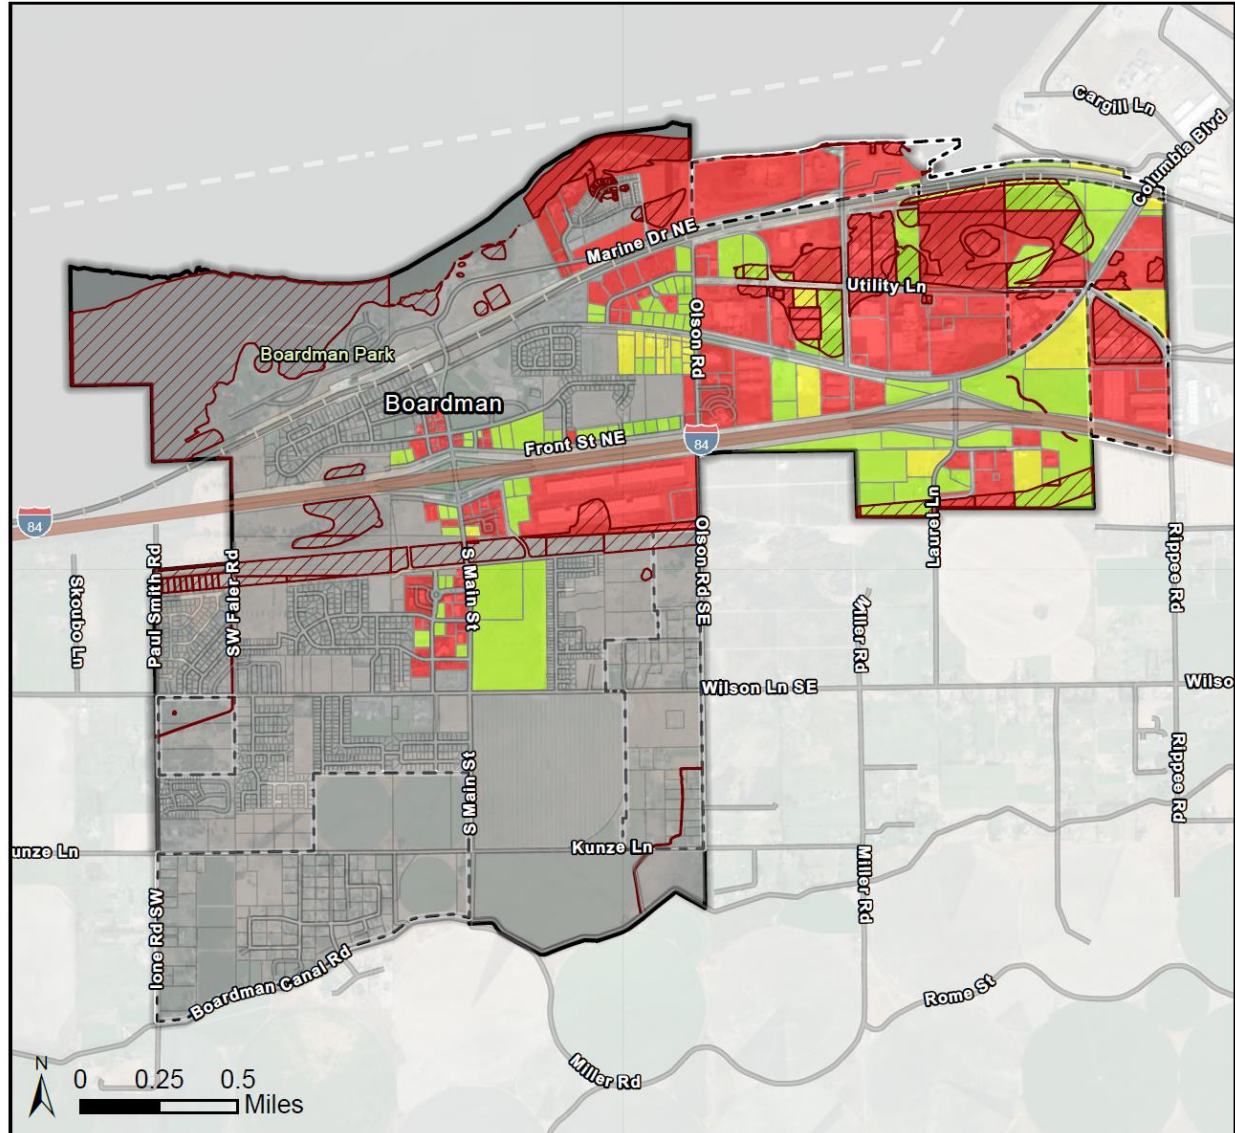 Cargill Ln
Columbia Blvd
Marine Dr NE
Utility Ln
Olson Rd
Boardman Park
Boardman
Front St NE
84
84
Skoubo Ln
Paul Smith Rd
SW Faler Rd
S Main St
Olson Rd SE
Laurel Ln
Miller Rd
Rippee Rd
Wilson Ln SE
Wilso
S Main St
Rippee Rd
unze Ln
Kunze Ln
Ione Rd SW
Miller Rd
Boardman Canal Rd
Rome St
Miller Rd
N
0 0.25 0.5
Miles